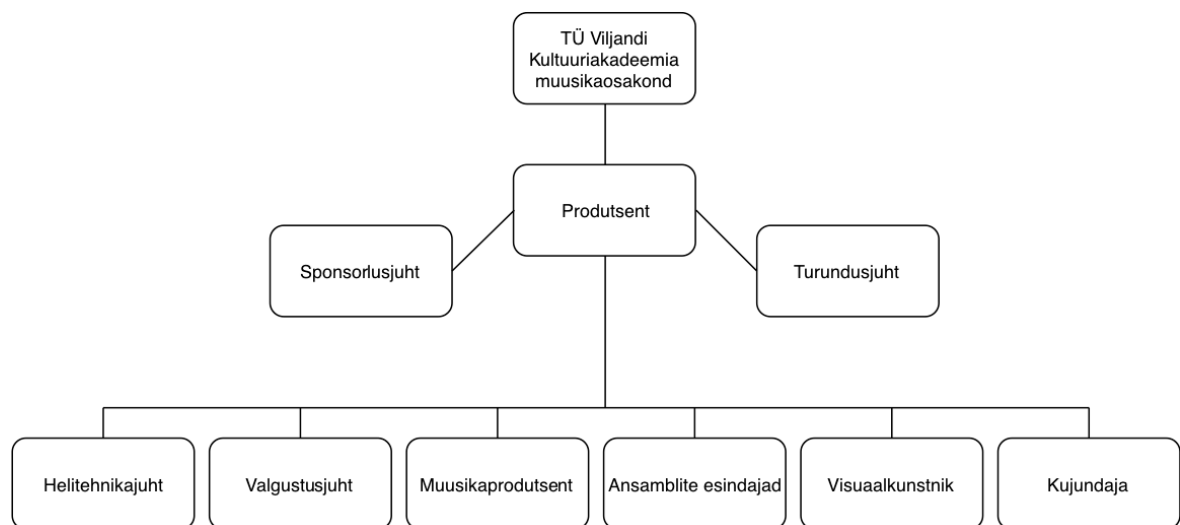 TÜ Viljandi
Kultuuriakadeemia
muusikaosakond
Produtsent
Sponsorlusjuht
Turundusjuht
Helitehnikajuht
Valgustusjuht
Muusikaprodutsent
Ansamblite esindajad
Visuaalkunstnik
Kujundaja